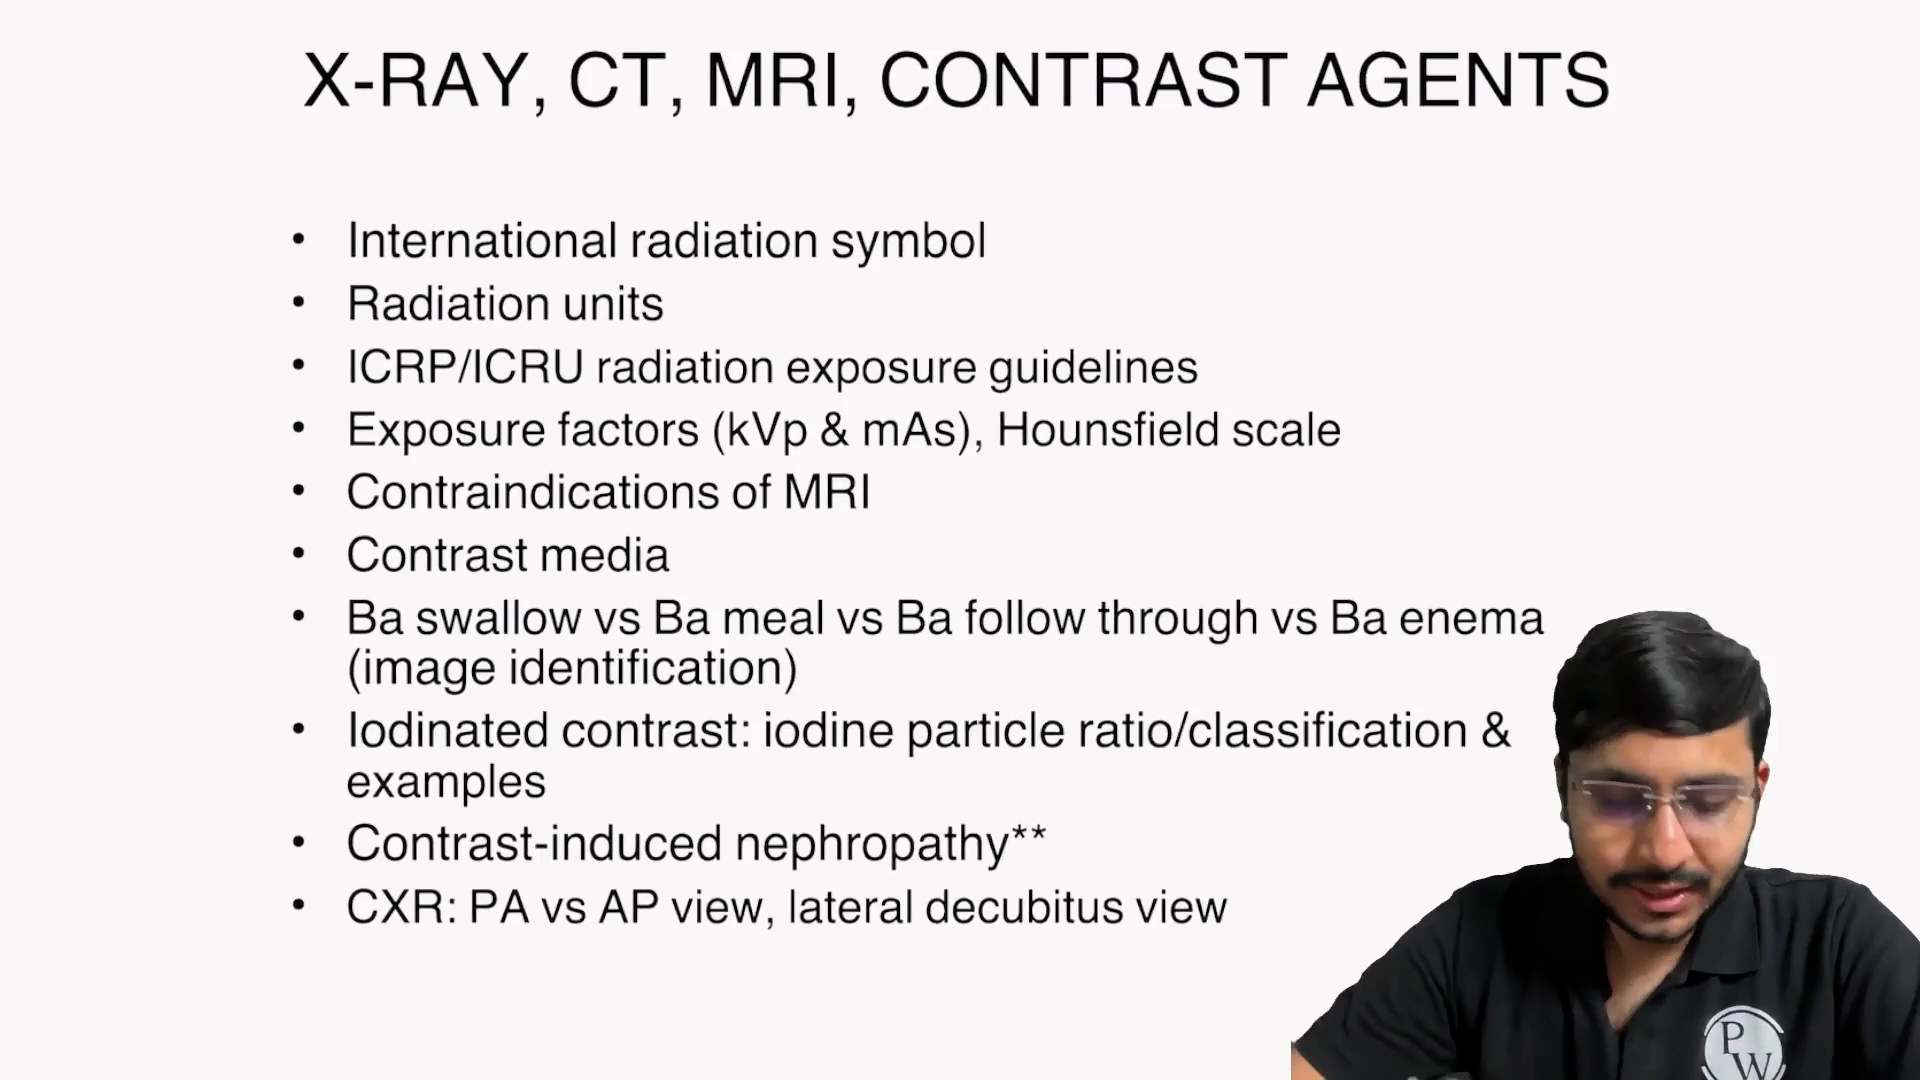 X-RAY, CT, MRI, CONTRAST AGENTS
• International radiation symbol
• Radiation units
• ICRP/ICRU radiation exposure guidelines
• Exposure factors (kVp & mAs), Hounsfield scale
• Contraindications of MRI
• Contrast media
• Ba swallow vs Ba meal vs Ba follow through vs Ba enema
(image identification)
• Iodinated contrast: iodine particle ratio/classification &
examples
• Contrast-induced nephropathy**
• CXR: PA vs AP view, lateral decubitus view
PW